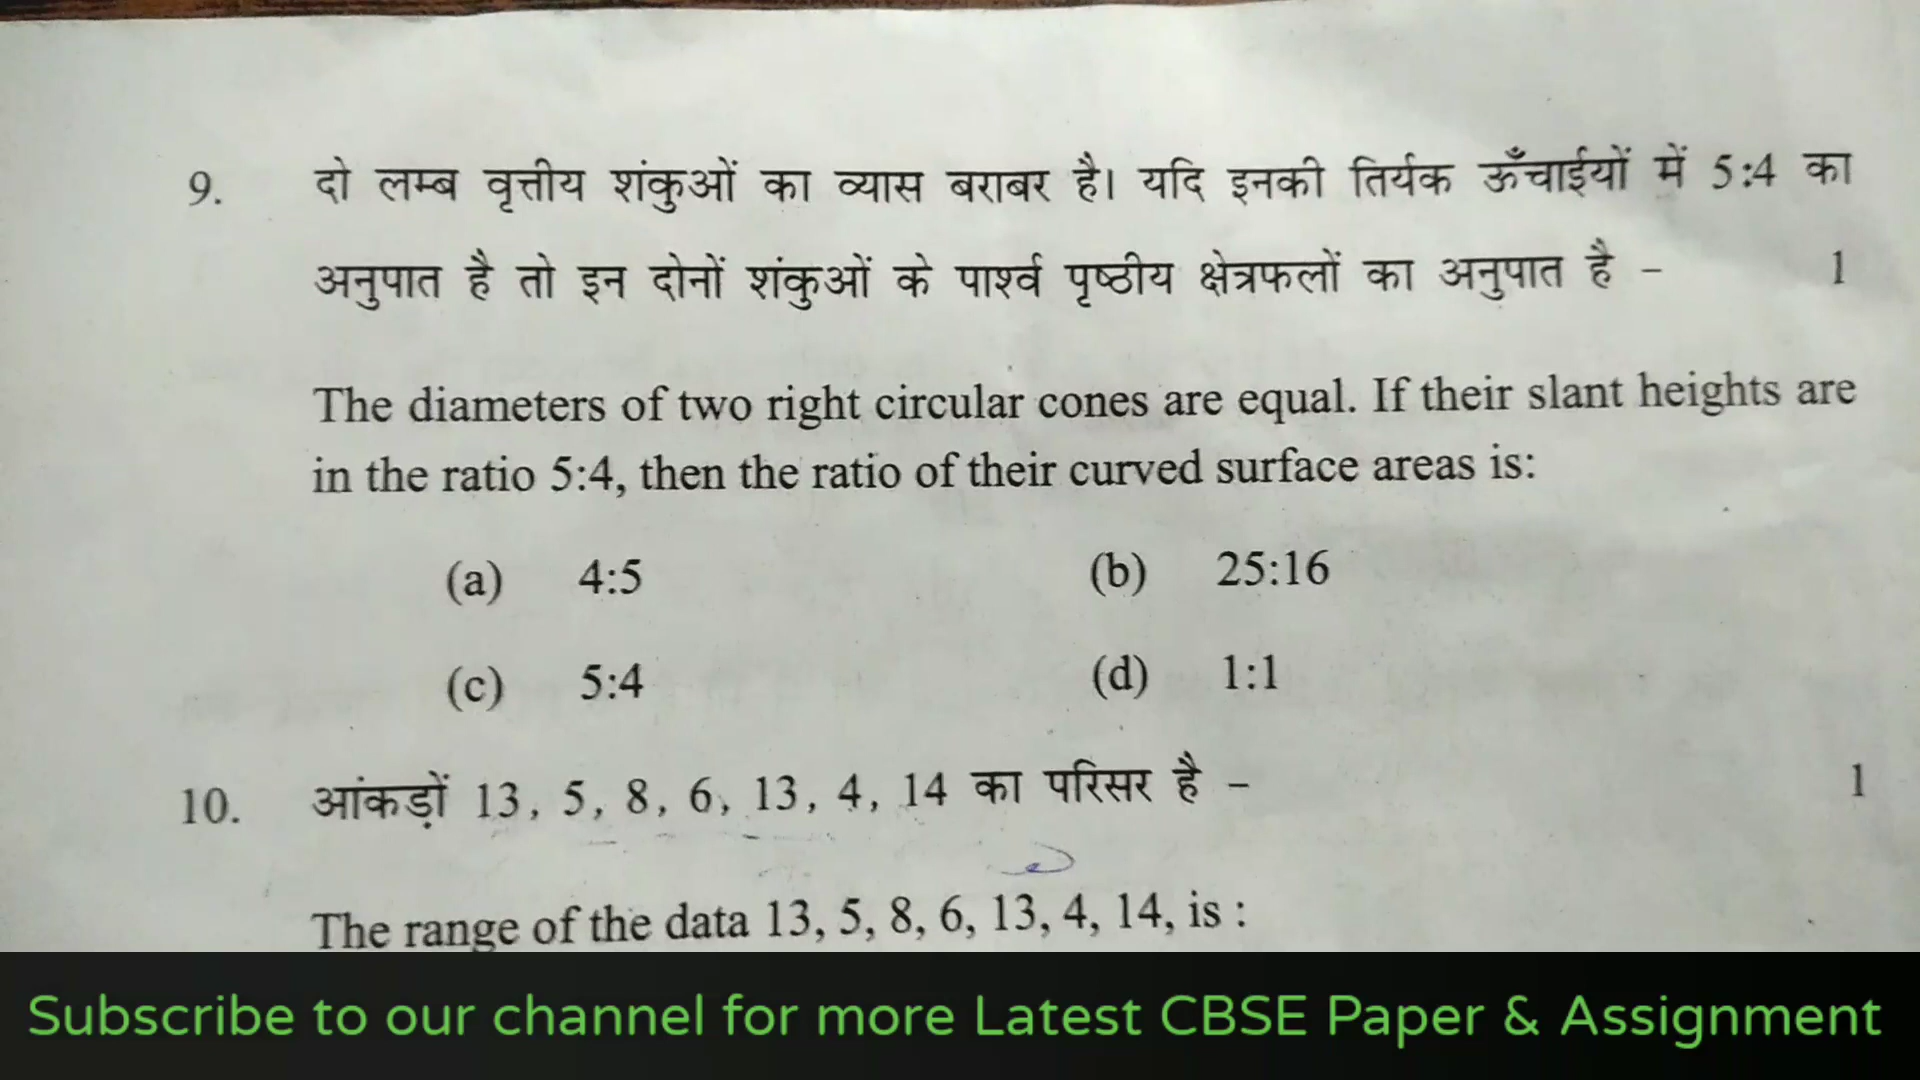 9. दो लम्ब वृत्तीय शंकुओं का व्यास बराबर है। यदि इनकी तिर्यक ऊँचाईयों में 5:4 का
अनुपात है तो इन दोनों शंकुओं के पार्श्व पृष्ठीय क्षेत्रफलों का अनुपात है – 1
The diameters of two right circular cones are equal. If their slant heights are
in the ratio 5:4, then the ratio of their curved surface areas is:
(a) 4:5 (b) 25:16
(c) 5:4 (d) 1:1
10. आंकड़ों 13, 5, 8, 6, 13, 4, 14 का परिसर है – 1
The range of the data 13, 5, 8, 6, 13, 4, 14, is :
Subscribe to our channel for more Latest CBSE Paper & Assignment